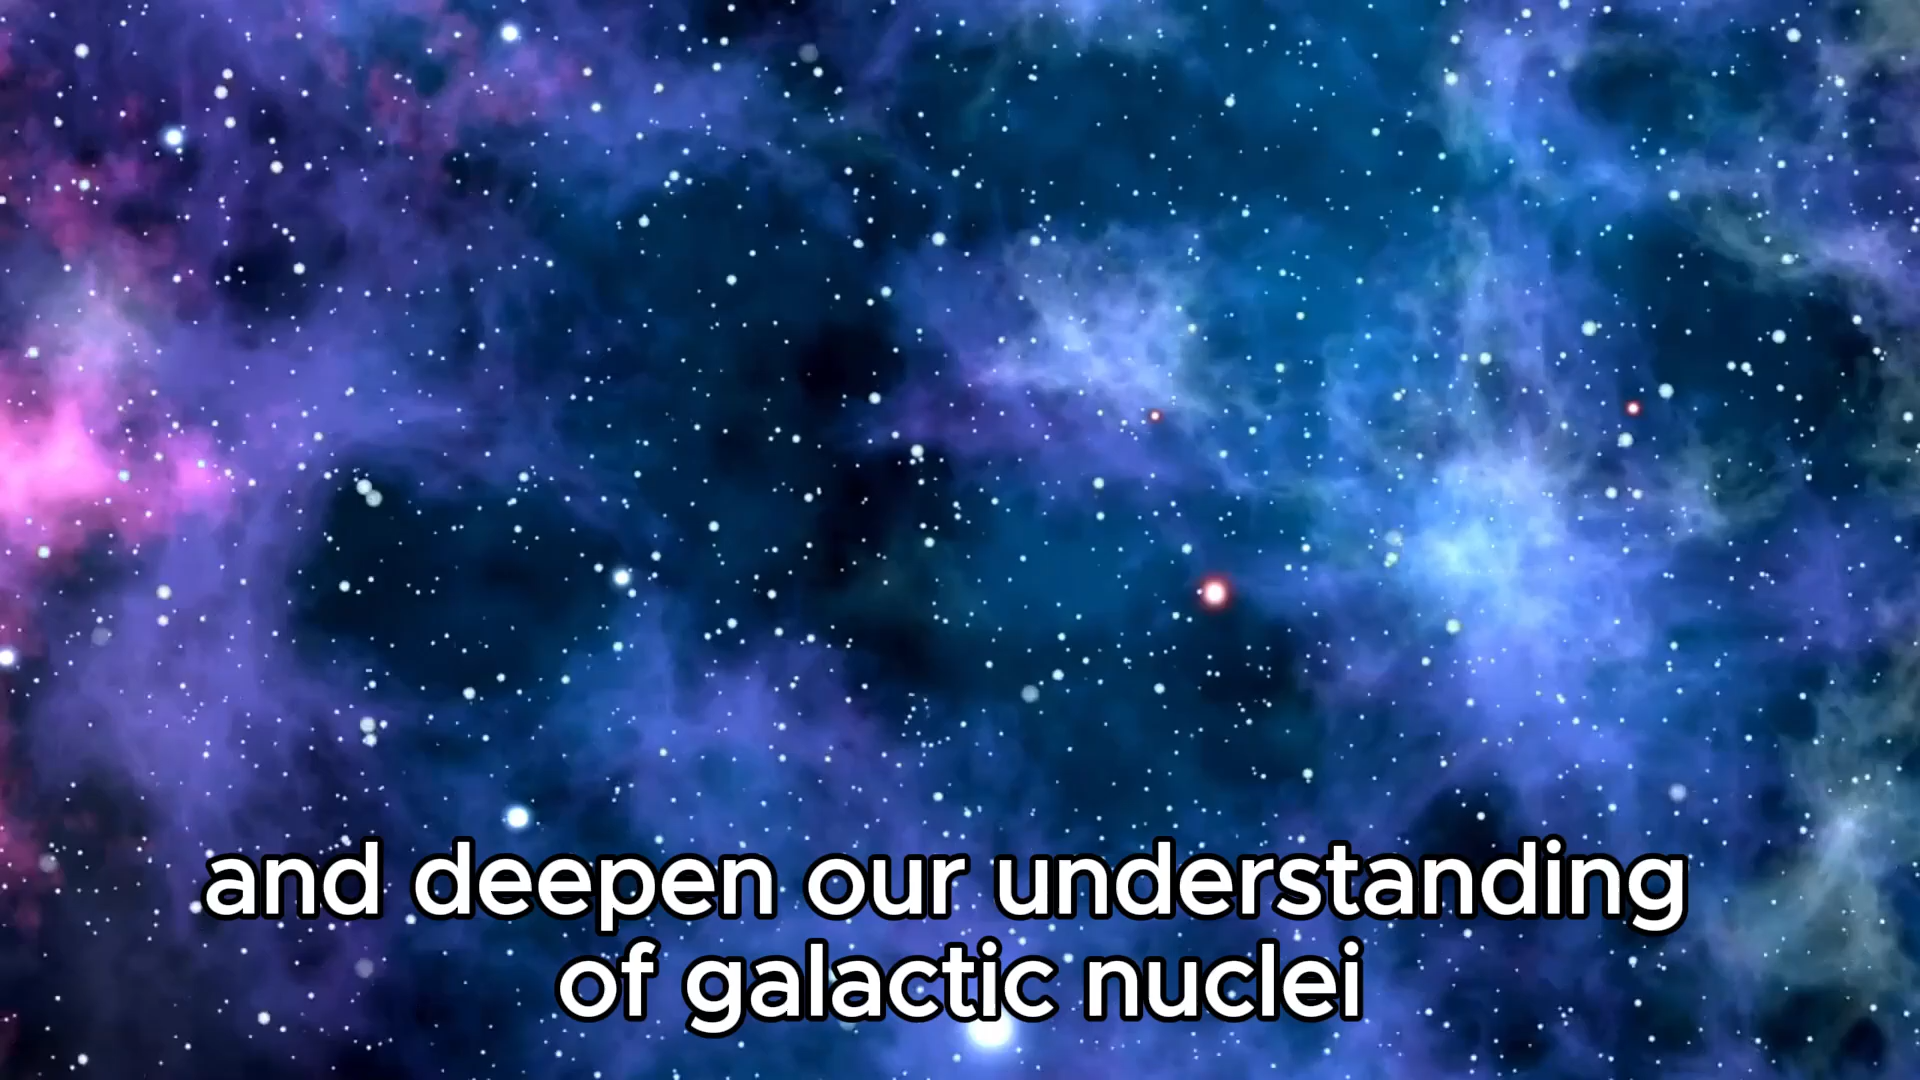 and deepen our understanding
of galactic nuclei